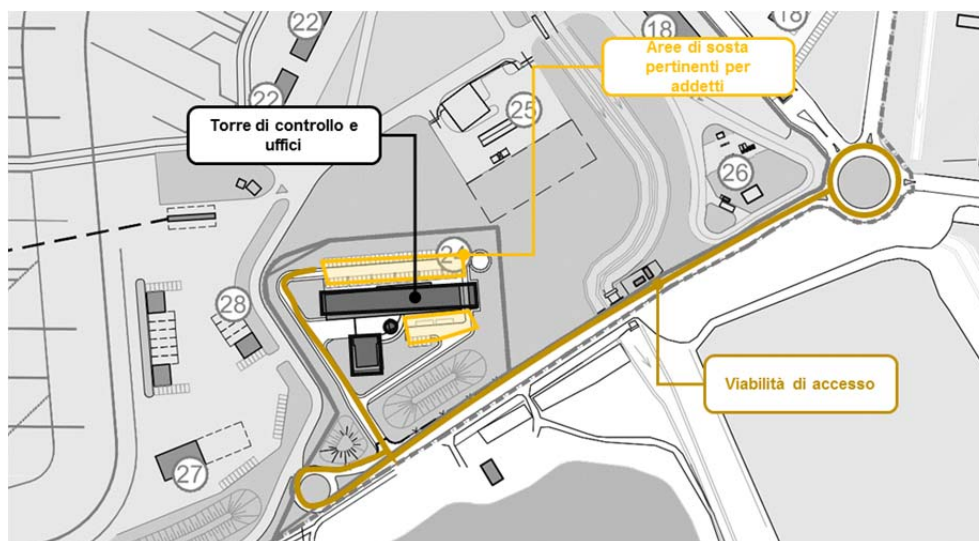 22
18
18
Aree di sosta
pertinenti per
addetti
22
25
Torre di controllo e
uffici
26
24
28
Viabilità di accesso
27